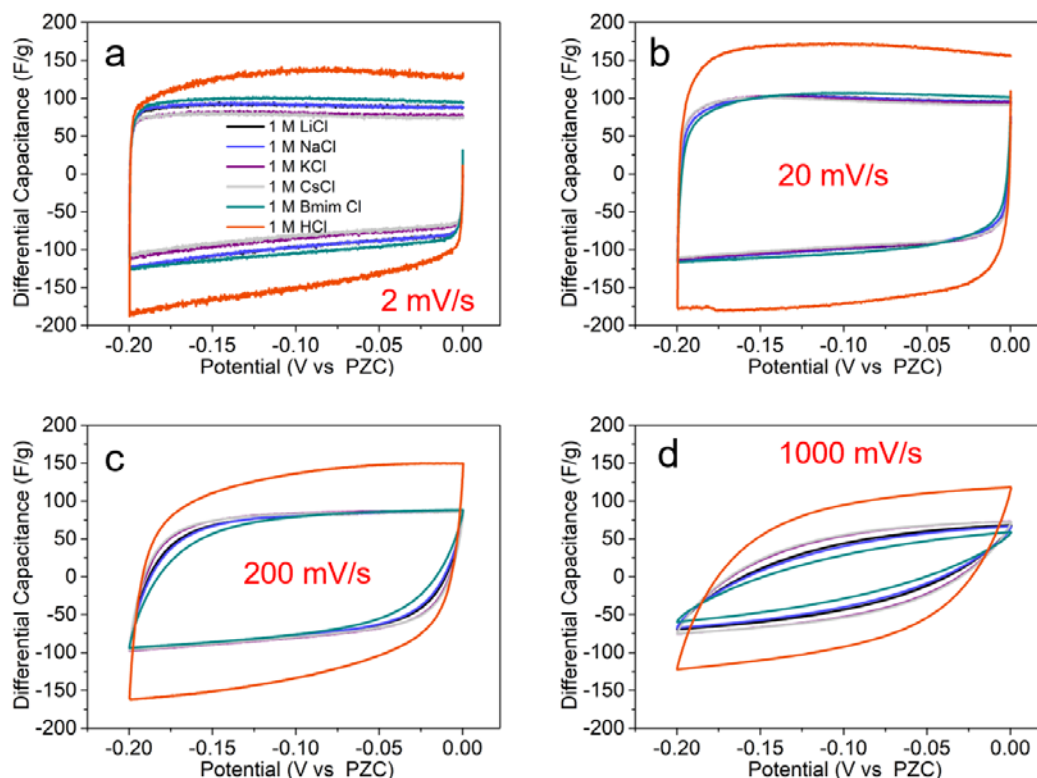 a
Differential Capacitance (F/g)
200
150
100
50
0
-50
-100
-150
-200
1 M LiCl
1 M NaCl
1 M KCl
1 M CsCl
1 M Bmim Cl
1 M HCl
2 mV/s
-0.20 -0.15 -0.10 -0.05 0.00
Potential (V vs PZC)
b
Differential Capacitance (F/g)
200
150
100
50
0
-50
-100
-150
-200
20 mV/s
-0.20 -0.15 -0.10 -0.05 0.00
Potential (V vs PZC)
c
Differential Capacitance (F/g)
200
150
100
50
0
-50
-100
-150
-200
200 mV/s
-0.20 -0.15 -0.10 -0.05 0.00
Potential (V vs PZC)
d
Differential Capacitance (F/g)
200
150
100
50
0
-50
-100
-150
-200
1000 mV/s
-0.20 -0.15 -0.10 -0.05 0.00
Potential (V vs PZC)